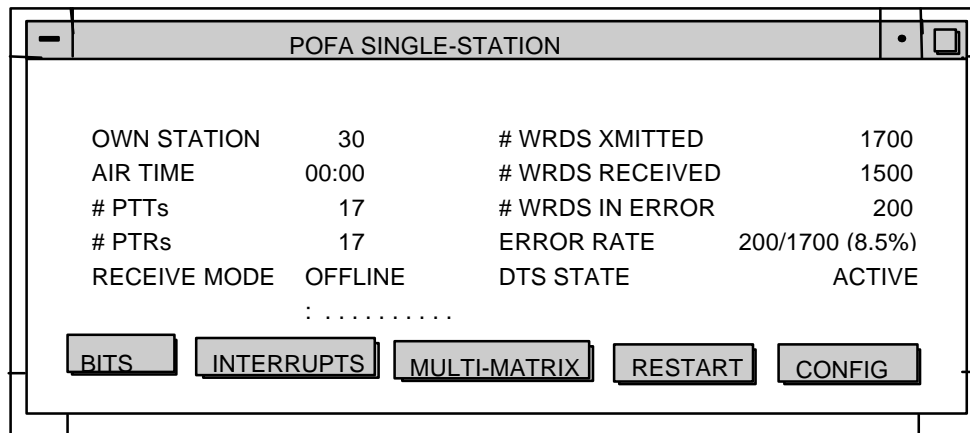 POFA SINGLE-STATION
OWN STATION 30 # WRDS XMITTED 1700
AIR TIME 00:00 # WRDS RECEIVED 1500
# PTTs 17 # WRDS IN ERROR 200
# PTRs 17 ERROR RATE 200/1700 (8.5%)
RECEIVE MODE OFFLINE DTS STATE ACTIVE
: . . . . . . . . . .
BITS INTERRUPTS MULTI-MATRIX RESTART CONFIG